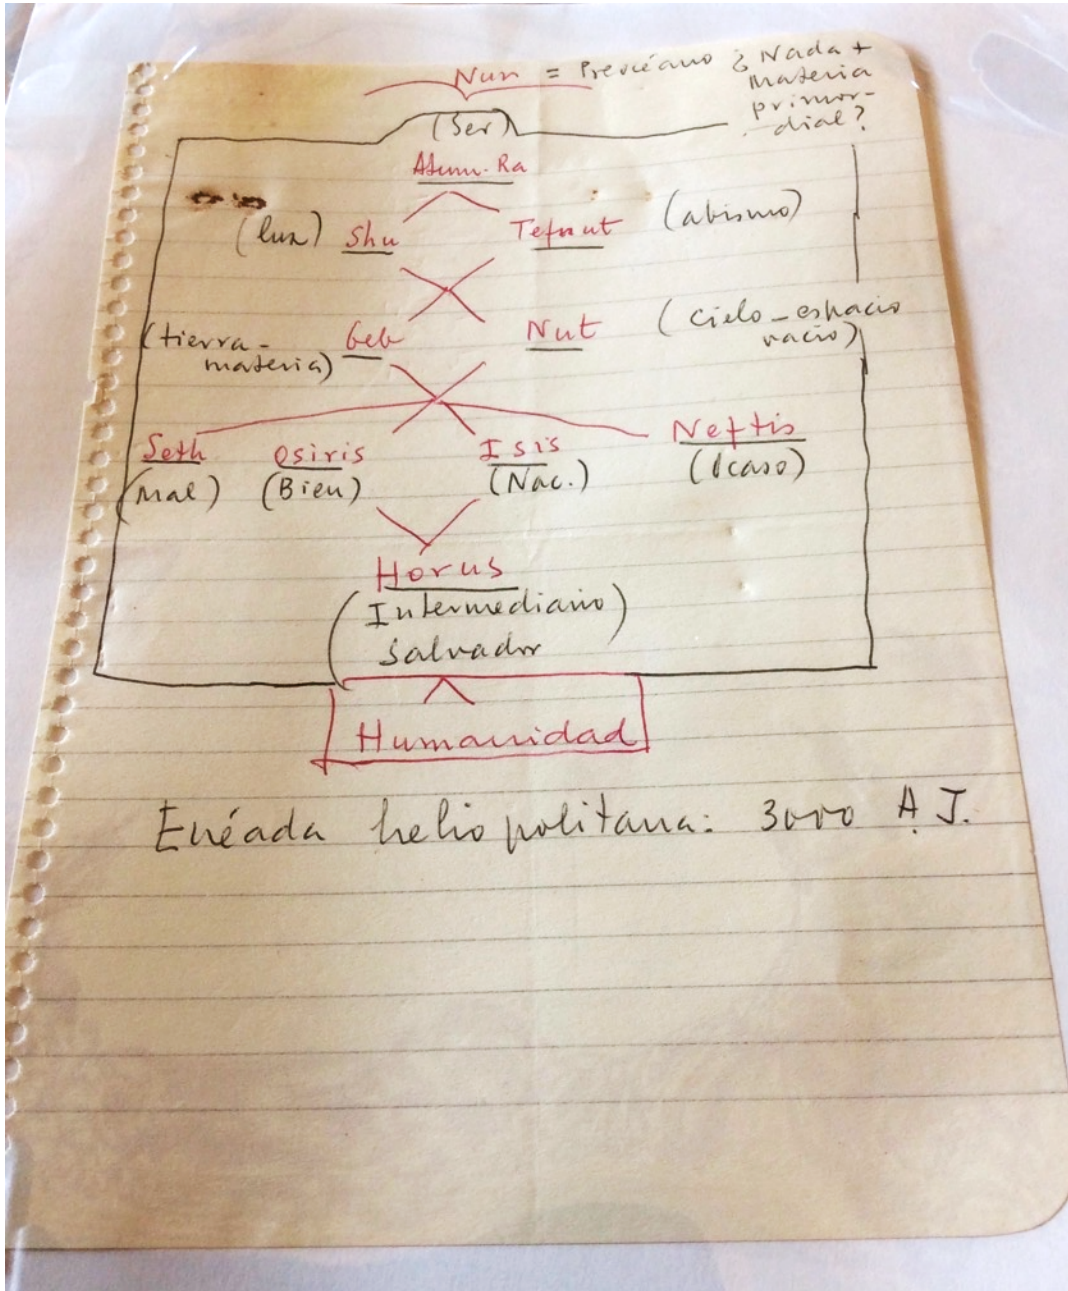 Nun = Preocéano ¿Nada +
materia
primor-
dial?
(Ser)
Atum-Ra
(luz) Shu Tefnut (abismo)
(tierra- Geb Nut (cielo-espacio
materia) vacío)
Seth Osiris Isis Neftis
(Mal) (Bien) (Nac.) (Ocaso)
Horus
(Intermediario)
Salvador
Humanidad
Enéada heliopolitana: 3000 A.J.